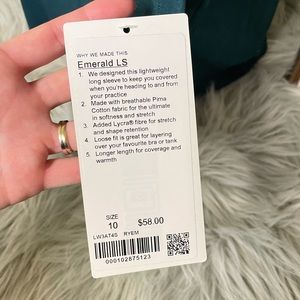 WHY WE MADE THIS
Emerald LS
1. We designed this lightweight
long sleeve to keep you covered
when you're heading to and from
your practice
2. Made with breathable Pima
Cotton fabric for the ultimate
in softness and stretch
3. Added Lycra® fibre for stretch
and shape retention
4. Loose fit is great for layering
over your favourite bra or tank
5. Longer length for coverage and
warmth
SIZE
10
$58.00
LW3AT4S RYEM
000102875123